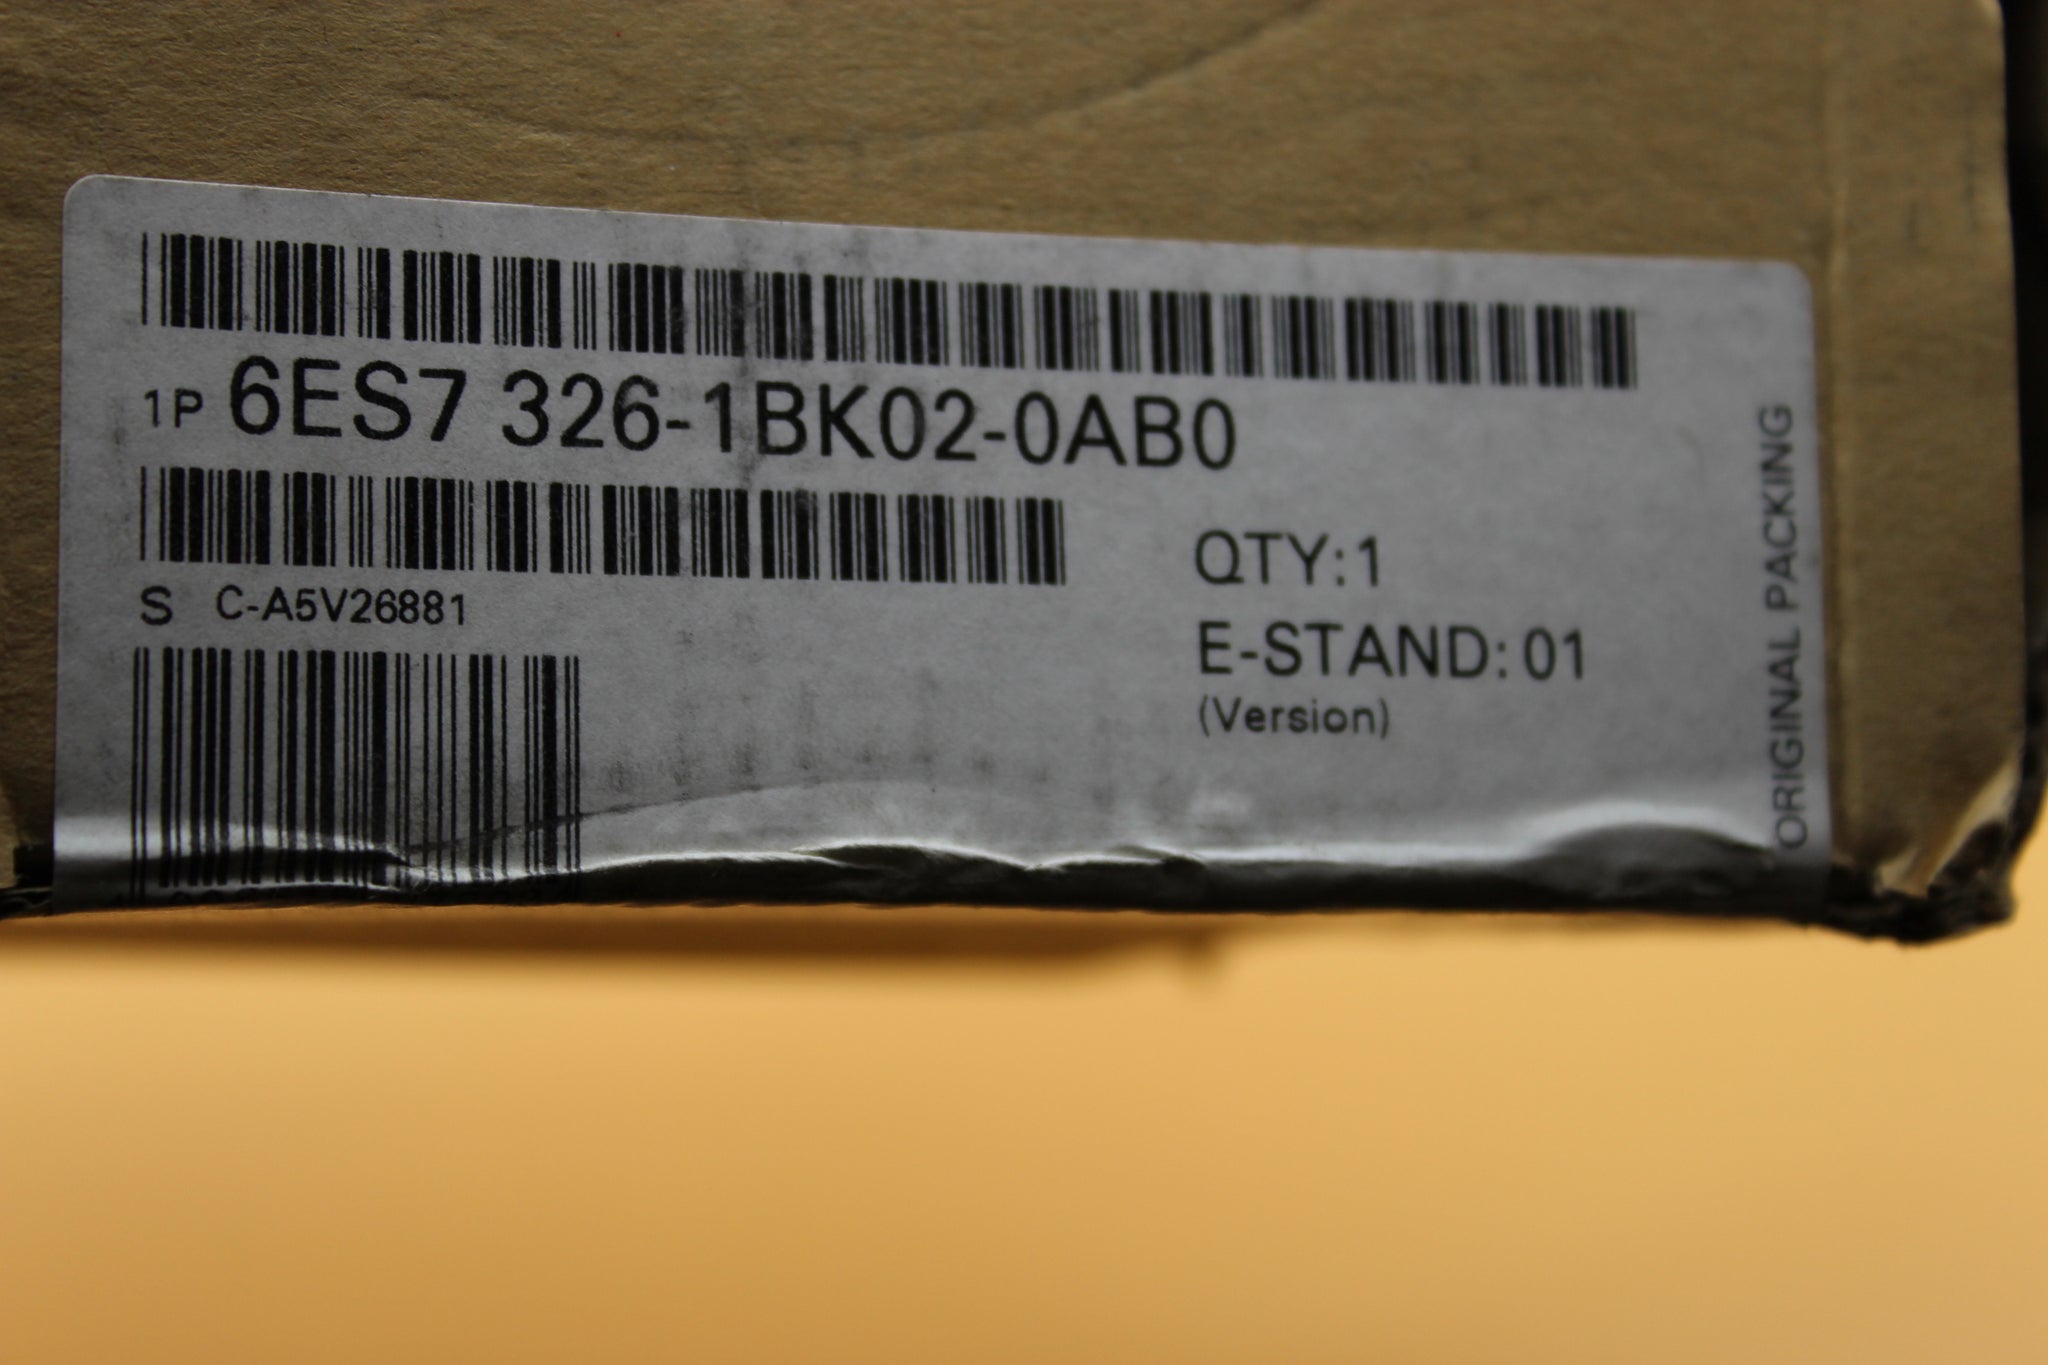 1P 6ES7 326-1BK02-0AB0
S C-A5V26881
QTY:1
E-STAND: 01
(Version)
ORIGINAL PACKING